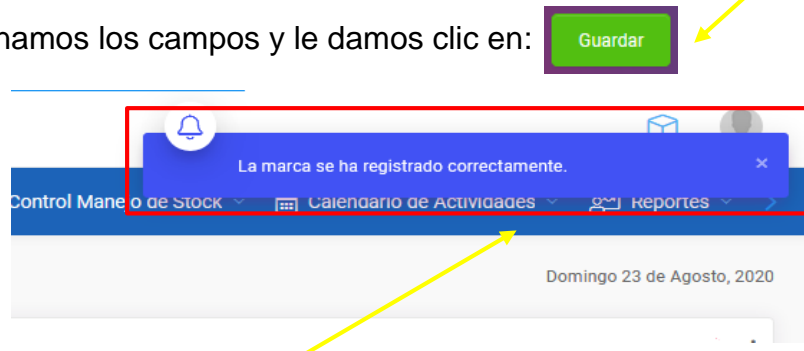 namos los campos y le damos clic en: Guardar
La marca se ha registrado correctamente. ×
Control Manejo de Stock Calendario de Actividades Reportes
Domingo 23 de Agosto, 2020